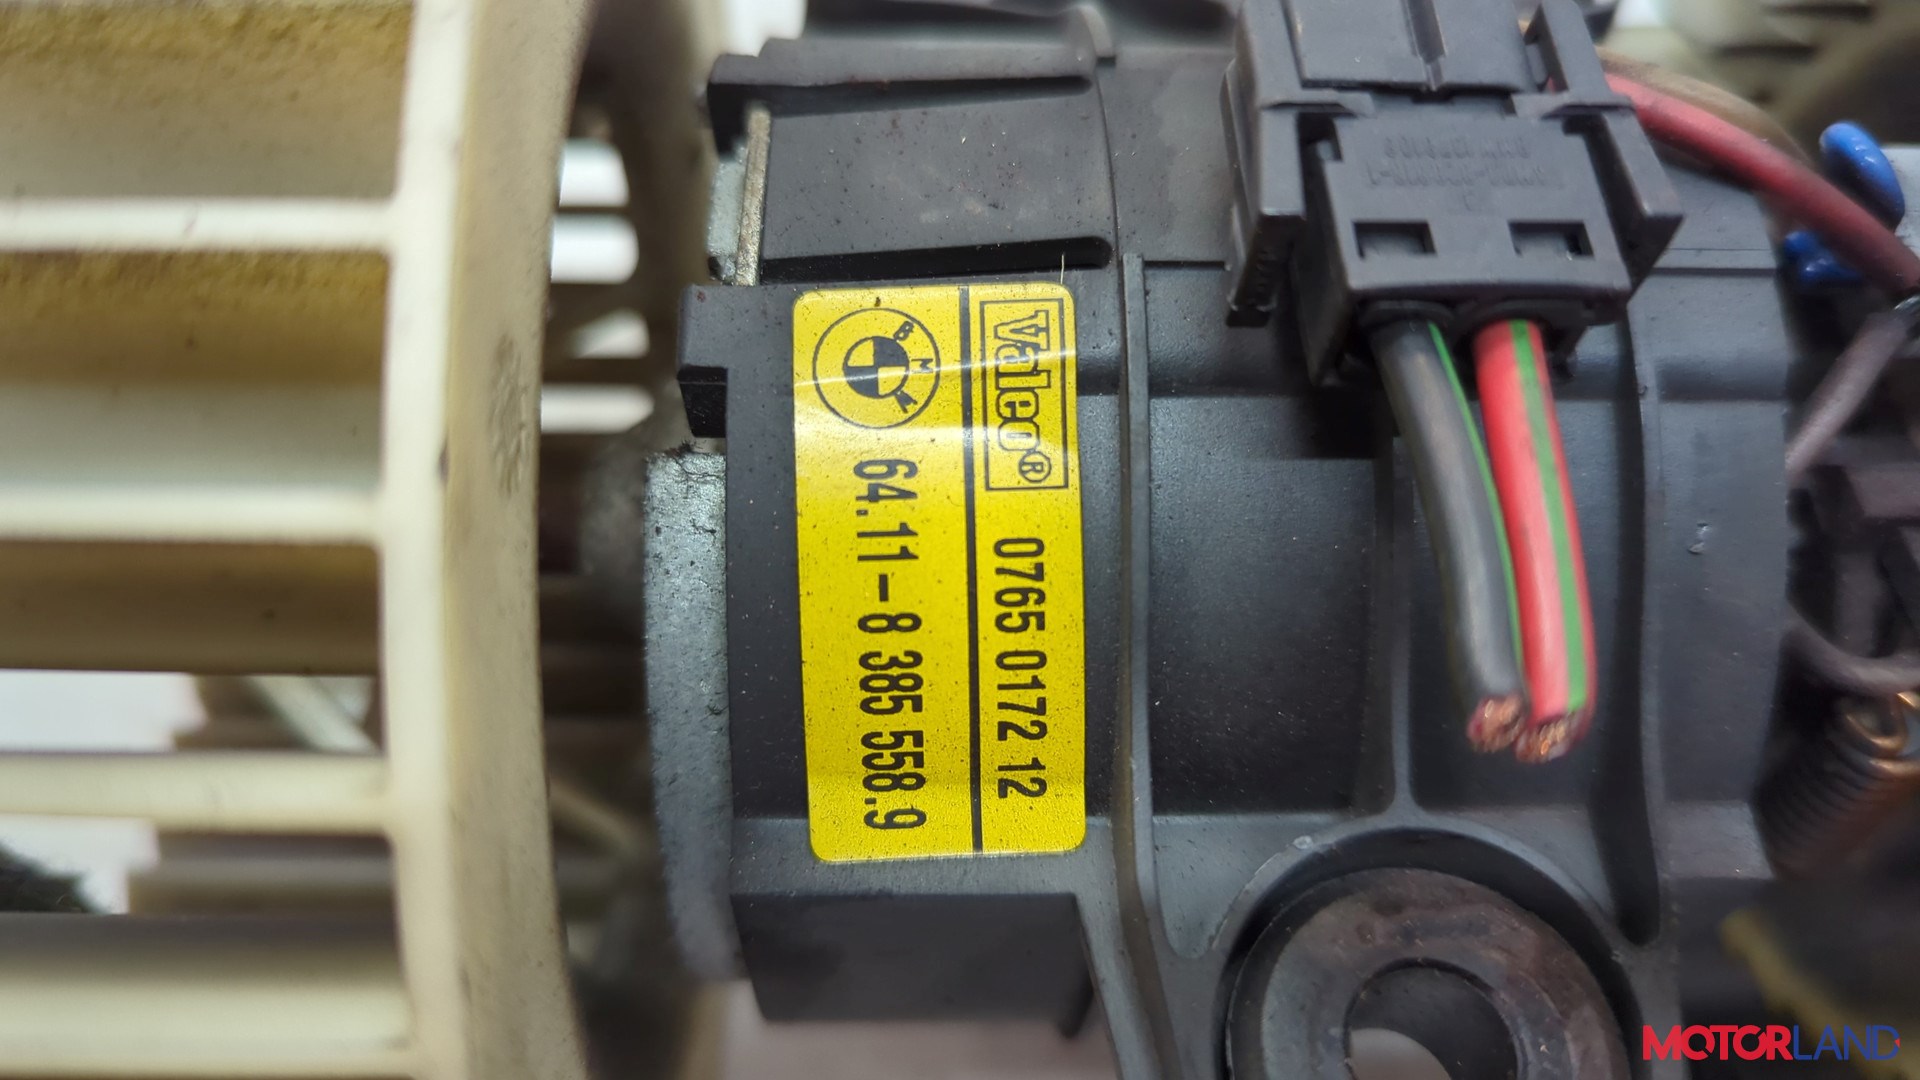 Valeo® 0765 0172 12
BMW 64.11-8 385 558.9
MOTORLAND